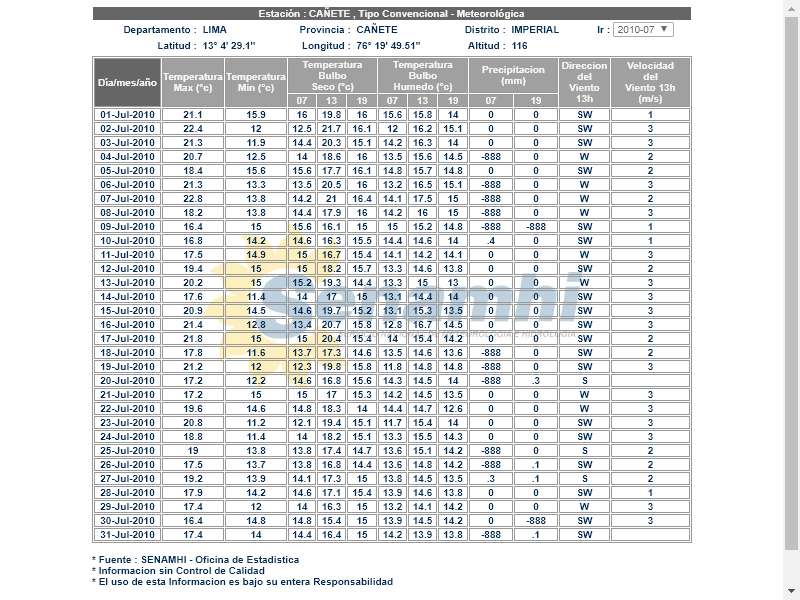 Estación : CAÑETE , Tipo Convencional - Meteorológica
Departamento : LIMA Provincia : CAÑETE Distrito : IMPERIAL Ir : 2010-07
Latitud : 13° 4' 29.1" Longitud : 76° 19' 49.51" Altitud : 116
Dia/mes/año Temperatura Max (°c) Temperatura Min (°c) Temperatura Bulbo Seco (°c) Temperatura Bulbo Humedo (°c) Precipitacion (mm) Direccion del Viento 13h Velocidad del Viento 13h (m/s)
07 13 19 07 13 19 07 19
01-Jul-2010 21.1 15.9 16 19.8 16 15.6 15.8 14 0 0 SW 1
02-Jul-2010 22.4 12 12.5 21.7 16.1 12 16.2 15.1 0 0 SW 3
03-Jul-2010 21.3 11.9 14.4 20.3 15.1 14.2 16.3 14 0 0 SW 3
04-Jul-2010 20.7 12.5 14 18.6 16 13.5 15.6 14.5 -888 0 W 2
05-Jul-2010 18.4 15.6 15.6 17.7 16.1 14.8 15.7 14.8 0 0 SW 2
06-Jul-2010 21.3 13.3 13.5 20.5 16 13.2 16.5 15.1 -888 0 W 3
07-Jul-2010 22.8 13.8 14.2 21 16.4 14.1 17.5 15 -888 0 W 2
08-Jul-2010 18.2 13.8 14.4 17.9 16 14.2 16 15 -888 0 W 3
09-Jul-2010 16.4 15 15.6 16.1 15 15 15.2 14.8 -888 -888 SW 1
10-Jul-2010 16.8 14.2 14.6 16.3 15.5 14.4 14.6 14 .4 0 SW 1
11-Jul-2010 17.5 14.9 15 16.7 15.4 14.1 14.2 14.1 0 0 W 3
12-Jul-2010 19.4 15 15 18.2 15.7 13.3 14.6 13.8 0 0 SW 2
13-Jul-2010 20.2 15 15.2 19.3 14.4 13.3 15 13 0 0 W 3
14-Jul-2010 17.6 11.4 14 17 15 13.1 14.4 14 0 0 SW 3
15-Jul-2010 20.9 14.5 14.6 19.7 15.2 13.1 15.3 13.5 0 0 SW 3
16-Jul-2010 21.4 12.8 13.4 20.7 15.8 12.8 16.7 14.5 0 0 SW 3
17-Jul-2010 21.8 15 15 20.4 15.4 14 15.4 14.2 0 0 SW 2
18-Jul-2010 17.8 11.6 13.7 17.3 14.6 13.5 14.6 13.6 -888 0 SW 2
19-Jul-2010 21.2 12 12.3 19.8 15.8 11.8 14.8 14.8 -888 0 SW 3
20-Jul-2010 17.2 12.2 14.6 16.8 15.6 14.3 14.5 14 -888 .3 S
21-Jul-2010 17.2 15 15 17 15.3 14.2 14.5 13.5 0 0 W 3
22-Jul-2010 19.6 14.6 14.8 18.3 14 14.4 14.7 12.6 0 0 W 3
23-Jul-2010 20.8 11.2 12.1 19.4 15.1 11.7 15.4 14 0 0 SW 3
24-Jul-2010 18.8 11.4 14 18.2 15.1 13.3 15.5 14.3 0 0 SW 3
25-Jul-2010 19 13.8 13.8 17.4 14.7 13.6 15.1 14.2 -888 0 S 2
26-Jul-2010 17.5 13.7 13.8 16.8 14.4 13.6 14.8 14.2 -888 .1 SW 2
27-Jul-2010 19.2 13.9 14.1 17.3 15 13.8 14.5 13.5 .3 .1 S 2
28-Jul-2010 17.9 14.2 14.6 17.1 15.4 13.9 14.6 13.8 0 0 SW 1
29-Jul-2010 17.4 12 14 16.3 15 13.2 14.1 14.2 0 0 W 3
30-Jul-2010 16.4 14.8 14.8 15.4 15 13.9 14.5 14.2 0 -888 SW 3
31-Jul-2010 17.4 14 14.4 16.4 15 14.2 13.9 13.8 -888 .1 SW
Senamhi
* Fuente : SENAMHI - Oficina de Estadistica
* Informacion sin Control de Calidad
* El uso de esta Informacion es bajo su entera Responsabilidad